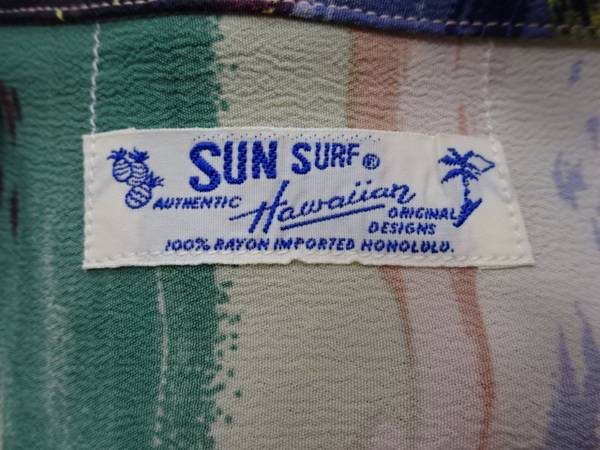 SUN SURF®
AUTHENTIC Hawaiian ORIGINAL
DESIGNS
100% RAYON IMPORTED HONOLULU.